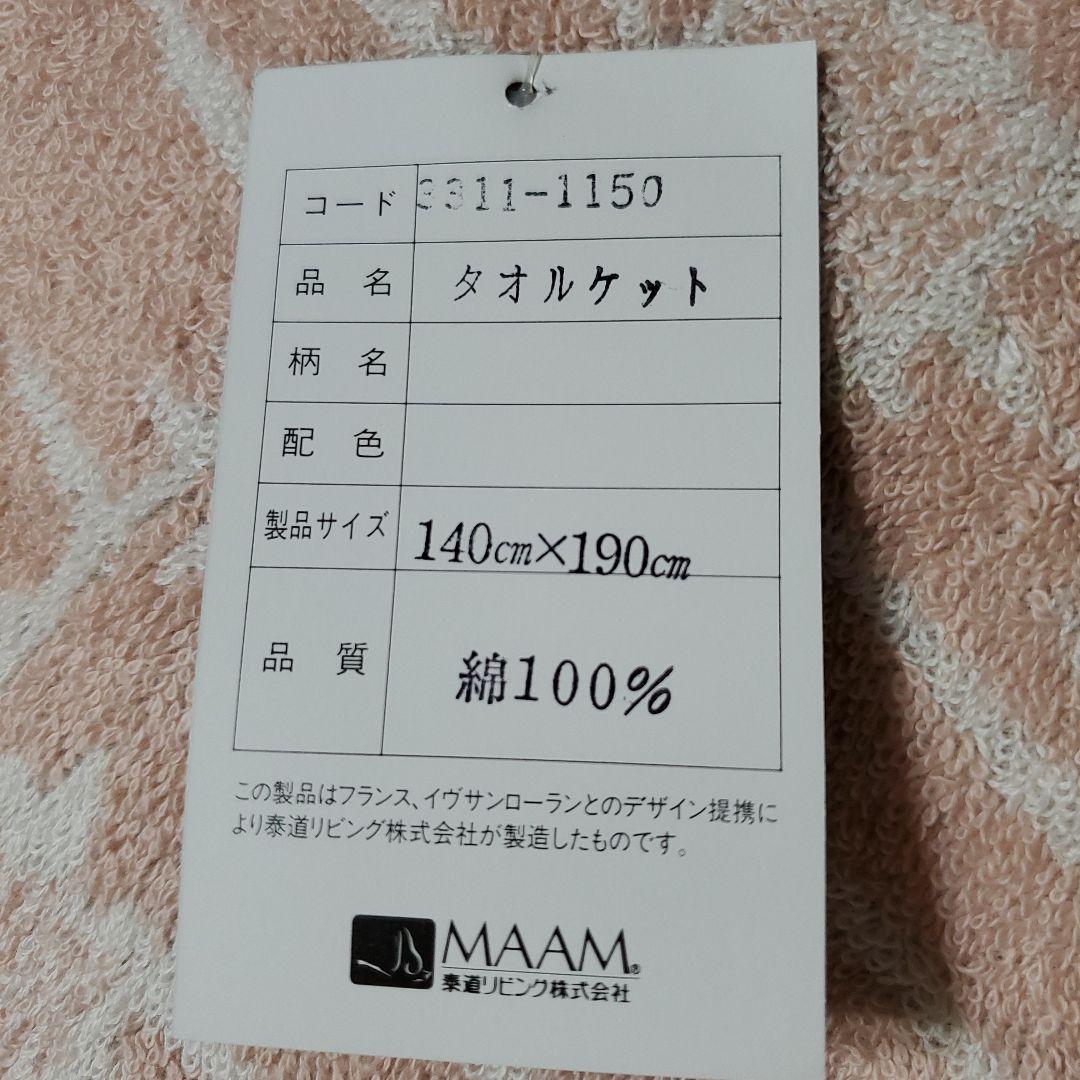 コード 3311-1150
品名 タオルケット
柄名
配色
製品サイズ 140cm×190cm
品質 綿100%
この製品はフランス、イヴサンローランとのデザイン提携に
より泰道リビング株式会社が製造したものです。
MAAM®
泰道リビング株式会社